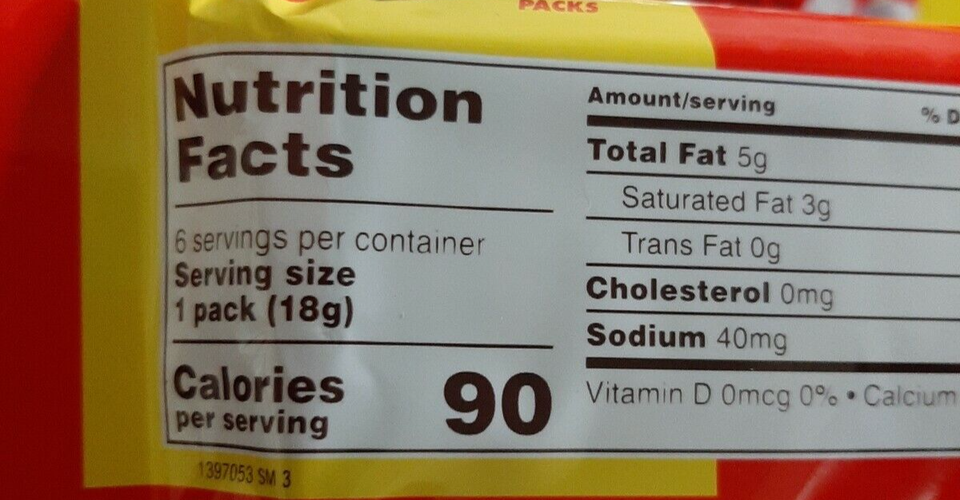 PACKS
Nutrition
Facts
6 servings per container
Serving size
1 pack (18g)
Calories
per serving
90
Amount/serving % D
Total Fat 5g
Saturated Fat 3g
Trans Fat 0g
Cholesterol 0mg
Sodium 40mg
Vitamin D 0mcg 0% • Calcium
1397053 SM 3